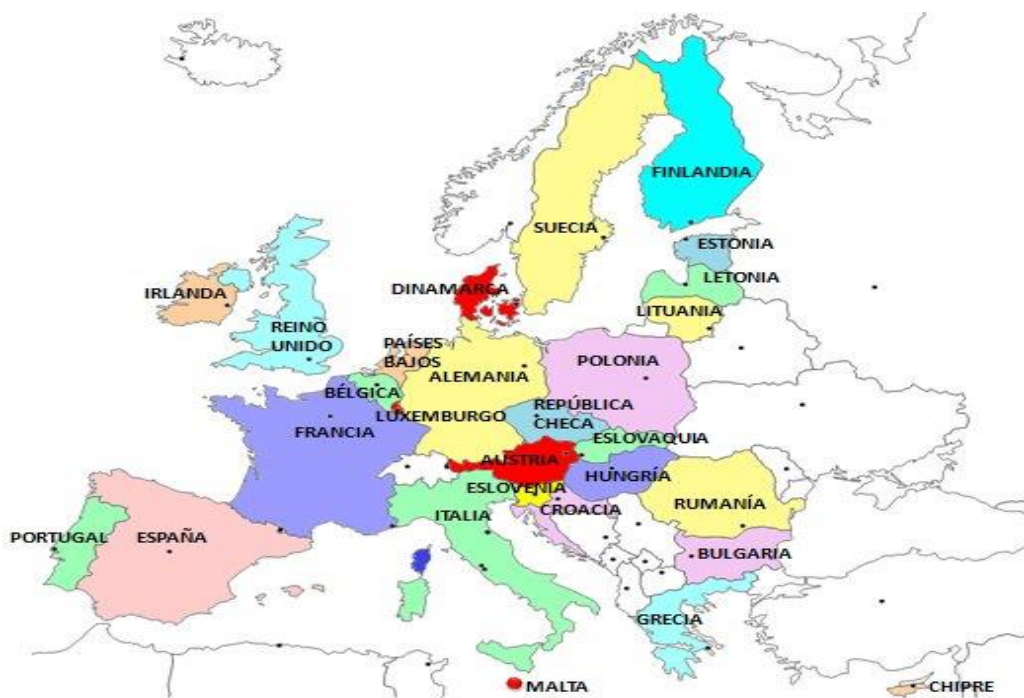 FINLANDIA
SUECIA
ESTONIA
LETONIA
DINAMARCA
IRLANDA
LITUANIA
REINO
UNIDO
PAÍSES
BAJOS
POLONIA
ALEMANIA
BÉLGICA
REPÚBLICA
CHECA
LUXEMBURGO
FRANCIA
ESLOVAQUIA
AUSTRIA
HUNGRÍA
ESLOVENIA
RUMANÍA
CROACIA
ITALIA
PORTUGAL
ESPAÑA
BULGARIA
GRECIA
MALTA
CHIPRE